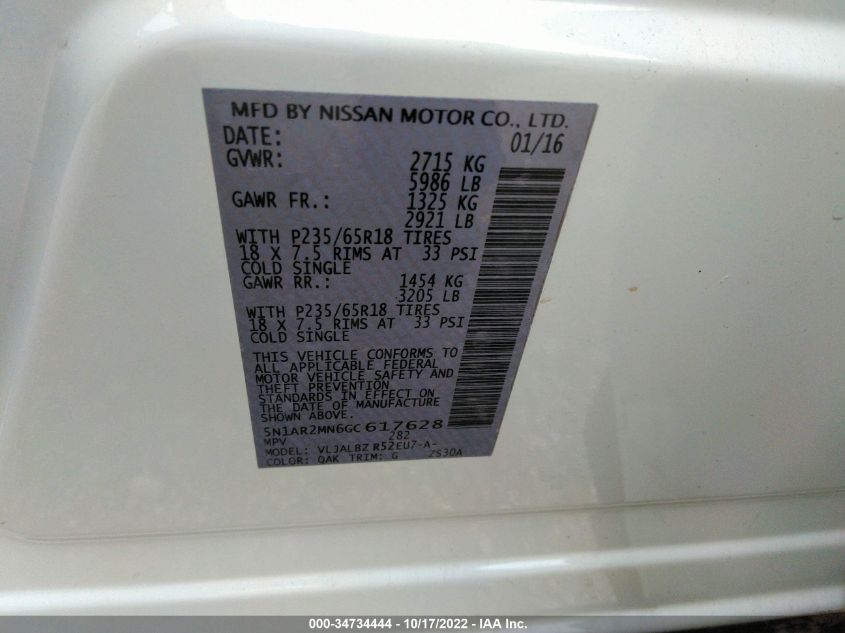 MFD BY NISSAN MOTOR CO., LTD.
DATE: 01/16
GVWR: 2715 KG
5986 LB
GAWR FR.: 1325 KG
2921 LB
WITH P235/65R18 TIRES
18 X 7.5 RIMS AT 33 PSI
COLD SINGLE
GAWR RR.: 1454 KG
3205 LB
WITH P235/65R18 TIRES
18 X 7.5 RIMS AT 33 PSI
COLD SINGLE
THIS VEHICLE CONFORMS TO
ALL APPLICABLE FEDERAL
MOTOR VEHICLE SAFETY AND
THEFT PREVENTION
STANDARDS IN EFFECT ON
THE DATE OF MANUFACTURE
SHOWN ABOVE.
5N1AR2MN6GC617628
MPV 282
MODEL: VLJALBZ R52EU7-A-
COLOR: QAK TRIM: G ZS30A
000-34734444 - 10/17/2022 - IAA Inc.